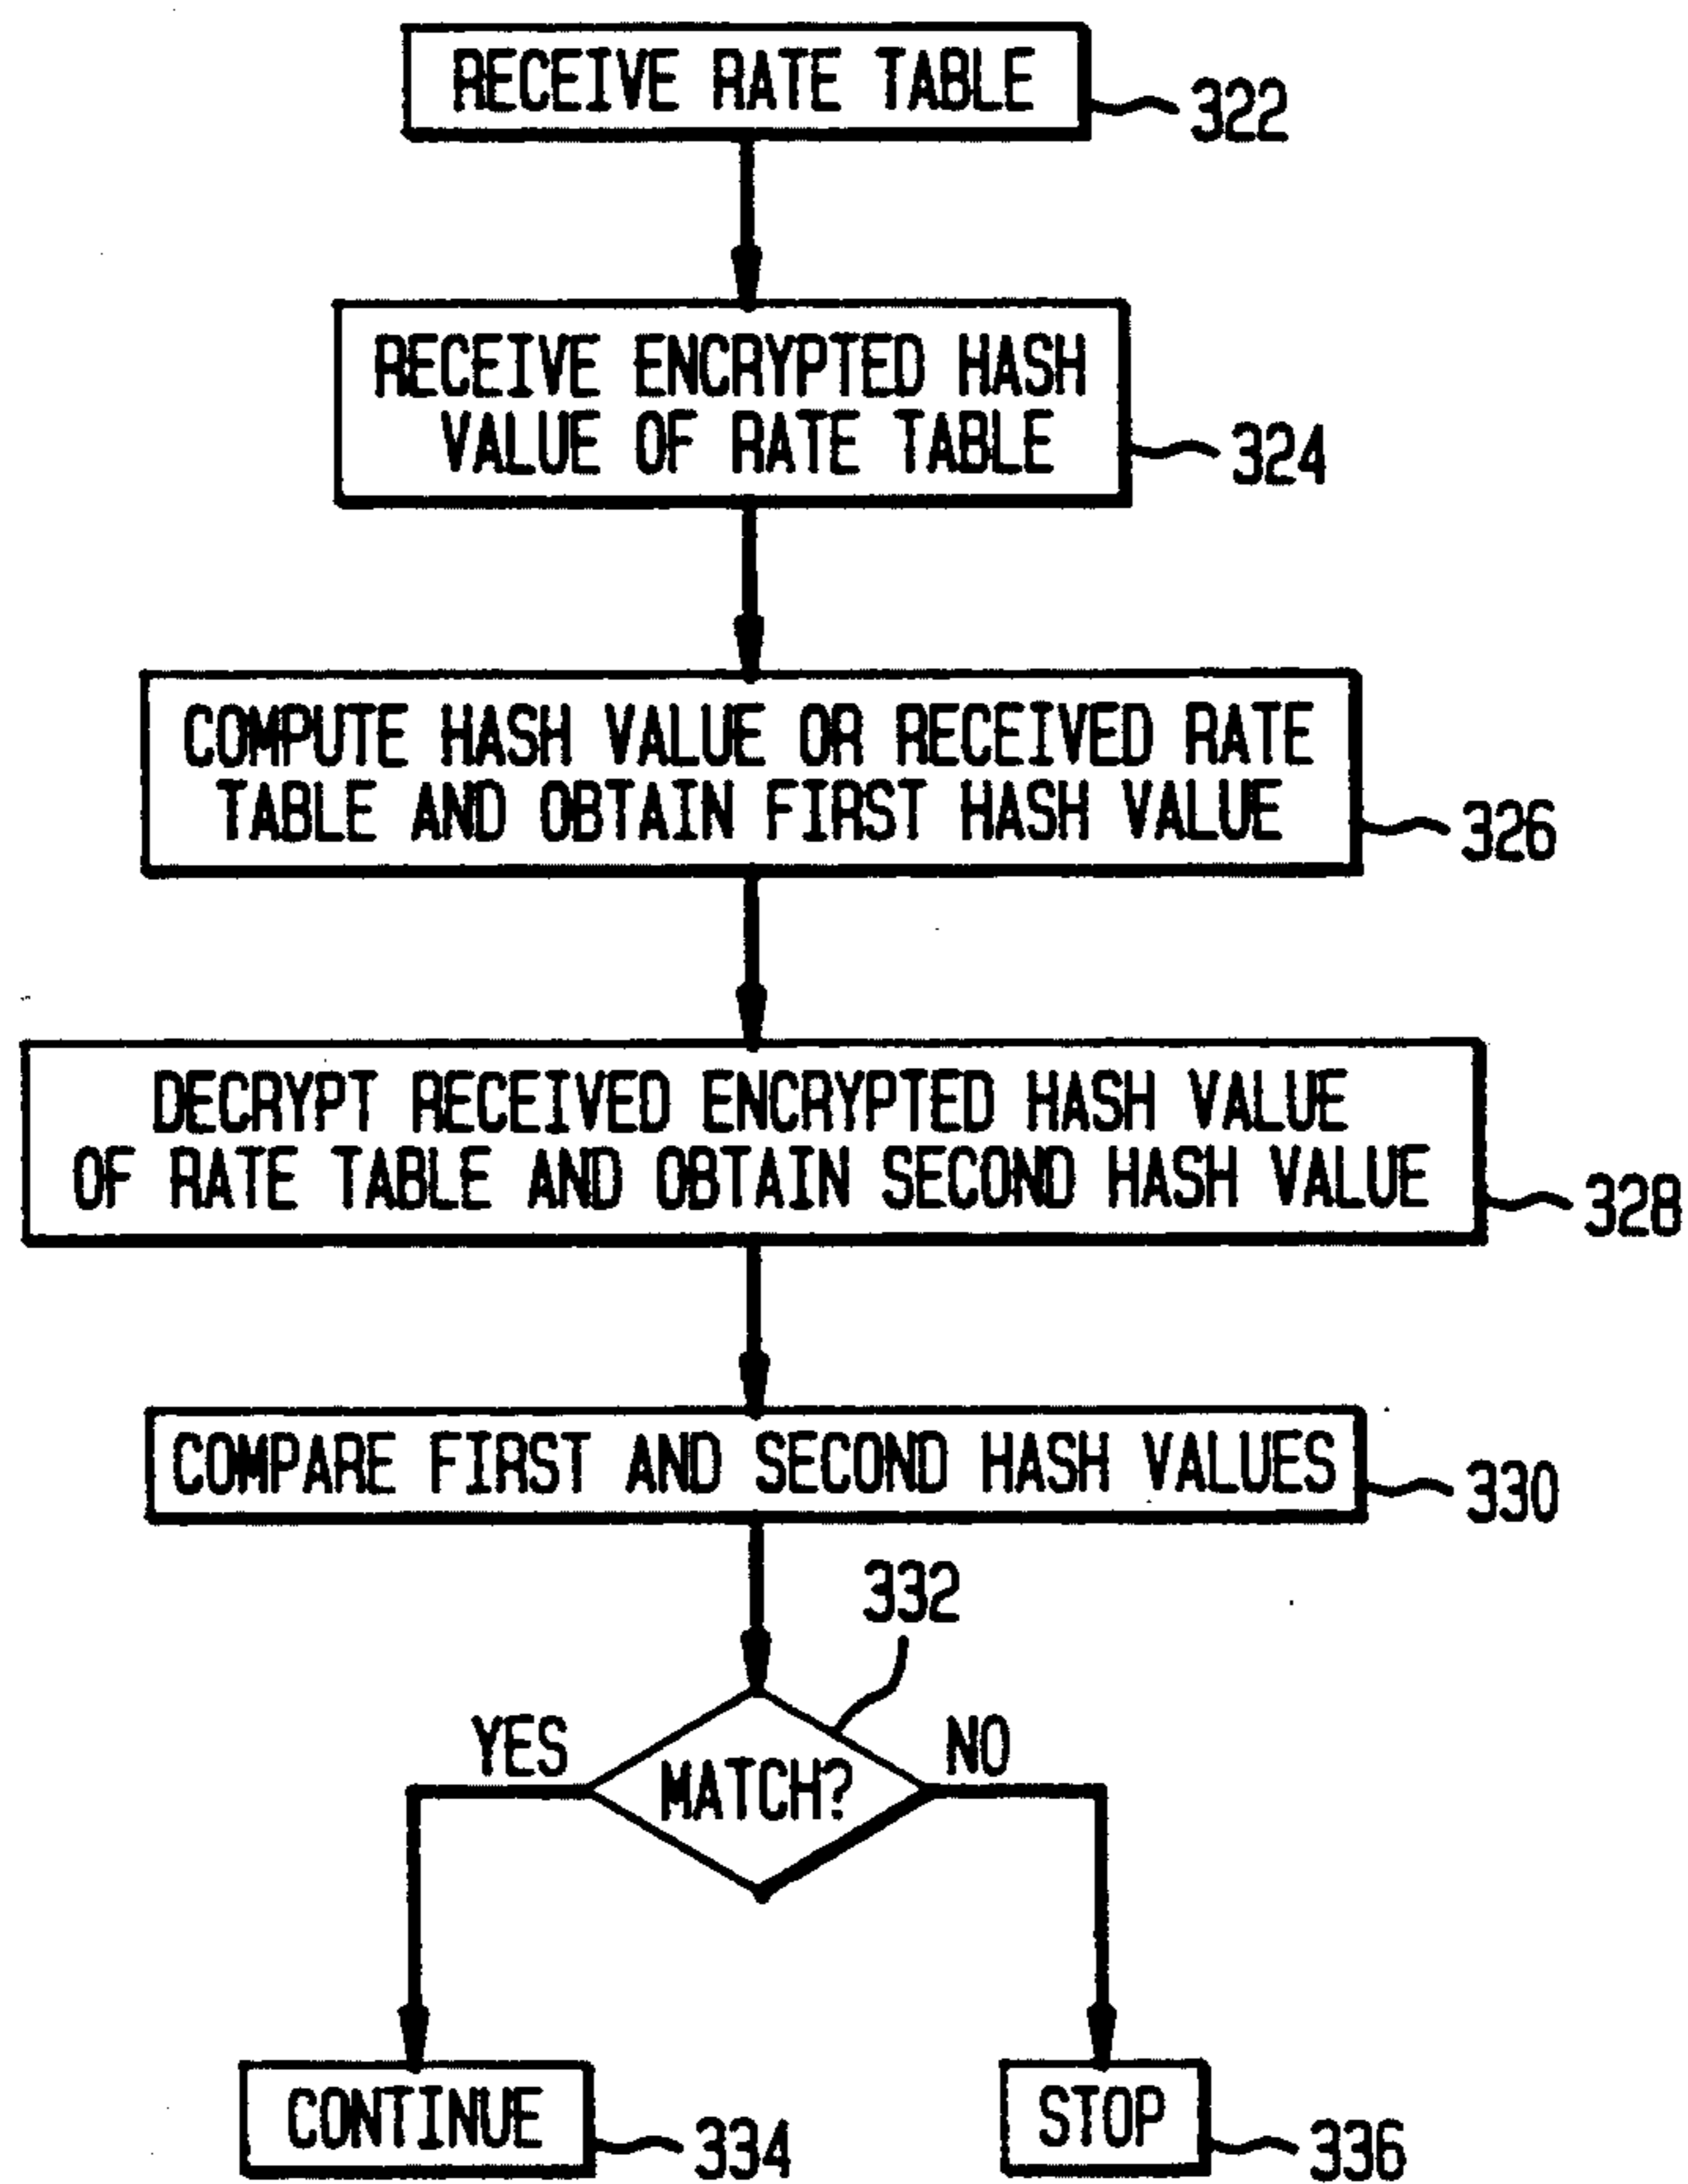 RECEIVE RATE TABLE
322
RECEIVE ENCRYPTED HASH
VALUE OF RATE TABLE
324
COMPUTE HASH VALUE OR RECEIVED RATE
TABLE AND OBTAIN FIRST HASH VALUE
326
DECRYPT RECEIVED ENCRYPTED HASH VALUE
OF RATE TABLE AND OBTAIN SECOND HASH VALUE
328
COMPARE FIRST AND SECOND HASH VALUES
330
332
YES
MATCH?
NO
CONTINUE
334
STOP
336